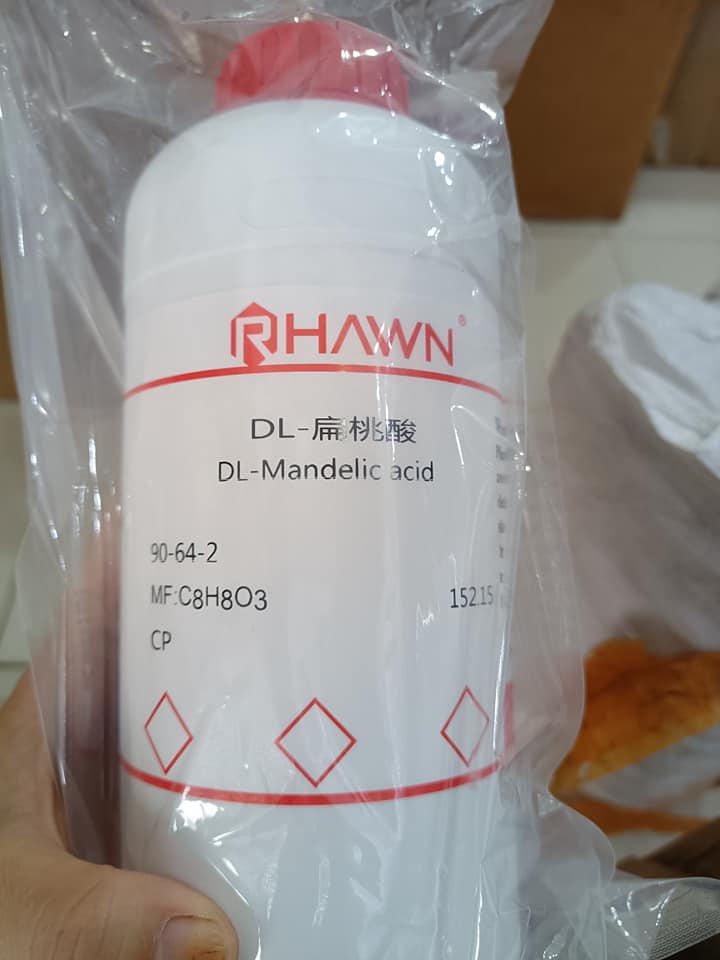 RHAWN®
DL-扁桃酸
DL-Mandelic acid
90-64-2
MF:C8H8O3 152.15
CP